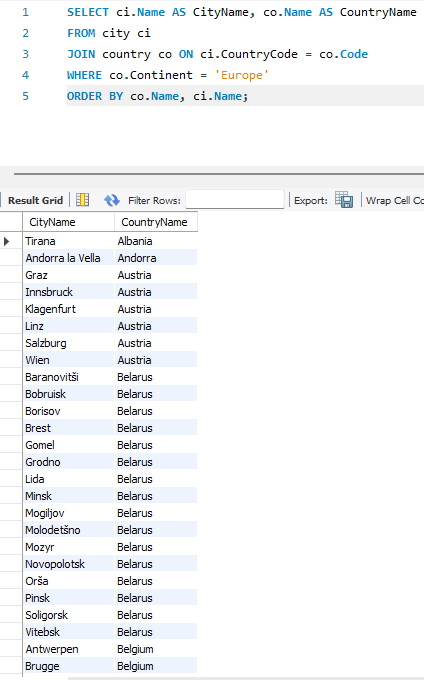 1 SELECT ci.Name AS CityName, co.Name AS CountryName
2 FROM city ci
3 JOIN country co ON ci.CountryCode = co.Code
4 WHERE co.Continent = 'Europe'
5 ORDER BY co.Name, ci.Name;
Result Grid Filter Rows: Export: Wrap Cell Co
CityName CountryName
Tirana Albania
Andorra la Vella Andorra
Graz Austria
Innsbruck Austria
Klagenfurt Austria
Linz Austria
Salzburg Austria
Wien Austria
Baranovitši Belarus
Bobruisk Belarus
Borisov Belarus
Brest Belarus
Gomel Belarus
Grodno Belarus
Lida Belarus
Minsk Belarus
Mogiljov Belarus
Molodetšno Belarus
Mozyr Belarus
Novopolotsk Belarus
Orša Belarus
Pinsk Belarus
Soligorsk Belarus
Vitebsk Belarus
Antwerpen Belgium
Brugge Belgium